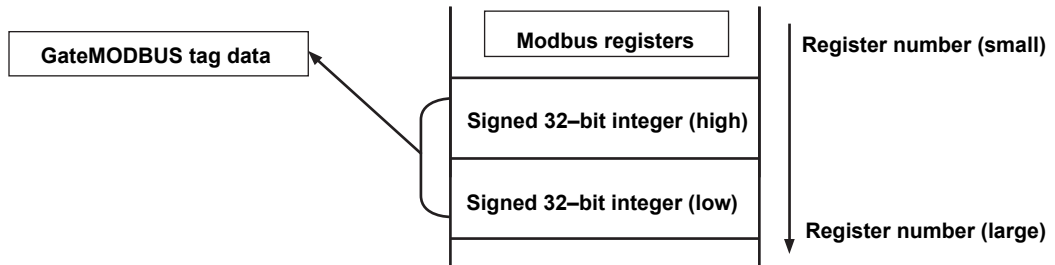 GateMODBUS tag data
Modbus registers
Register number (small)
Signed 32–bit integer (high)
Signed 32–bit integer (low)
Register number (large)